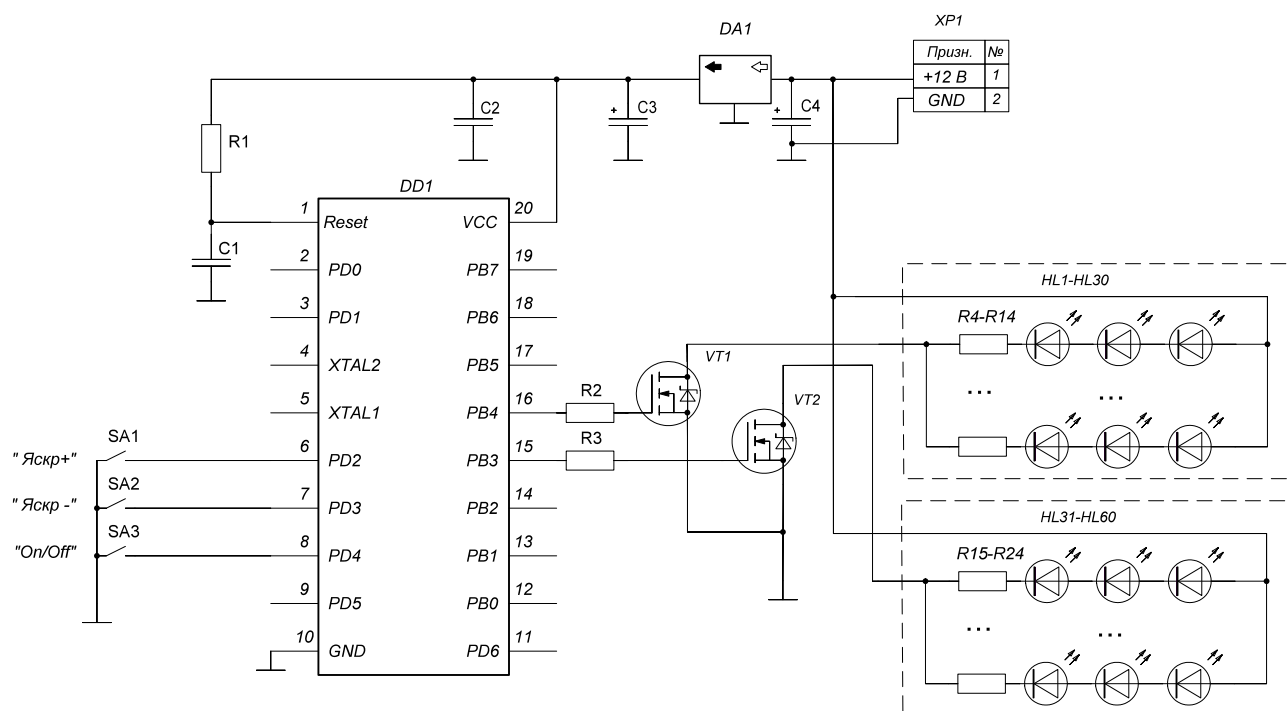 XP1
DA1
Призн. №
+12 В 1
GND 2
C2
C3
C4
+
+
R1
DD1
C1
1 Reset VCC 20
2 PD0 PB7 19
3 PD1 PB6 18
4 XTAL2 PB5 17
5 XTAL1 PB4 16
6 PD2 PB3 15
7 PD3 PB2 14
8 PD4 PB1 13
9 PD5 PB0 12
10 GND PD6 11
" Яскр+" SA1
" Яскр -" SA2
"On/Off" SA3
R2
R3
VT1
VT2
HL1-HL30
R4-R14
...
...
HL31-HL60
R15-R24
...
...